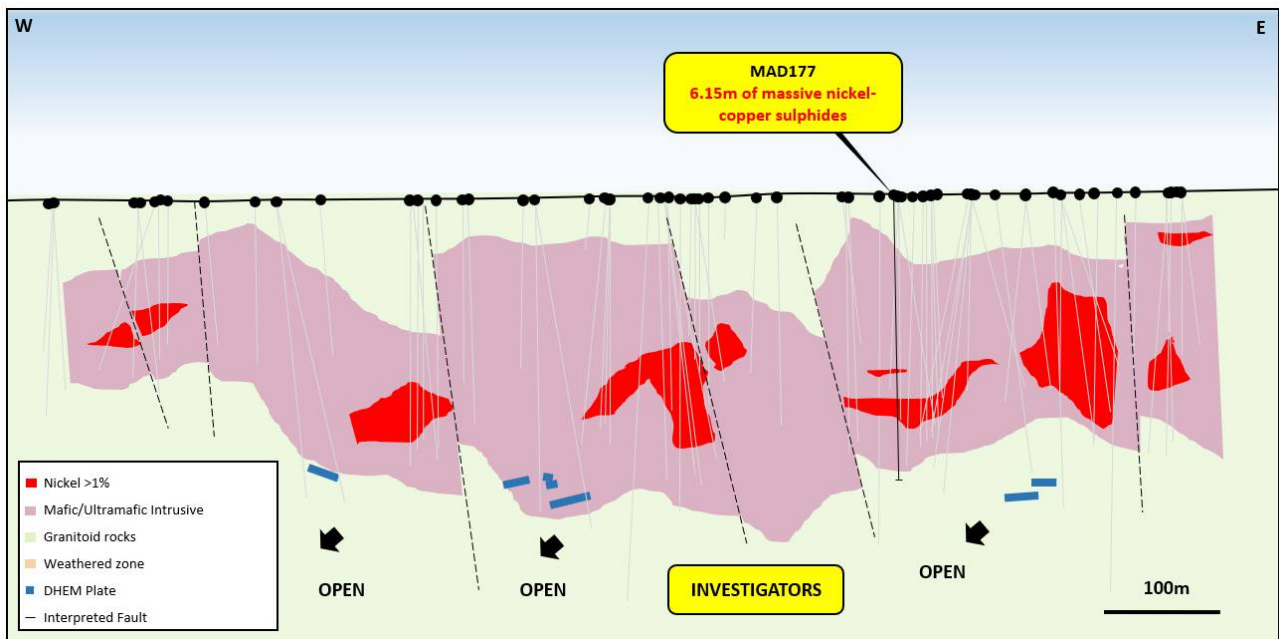 W
E
MAD177
6.15m of massive nickel-
copper sulphides
Nickel >1%
Mafic/Ultramafic Intrusive
Granitoid rocks
Weathered zone
DHEM Plate
Interpreted Fault
OPEN
OPEN
INVESTIGATORS
OPEN
100m